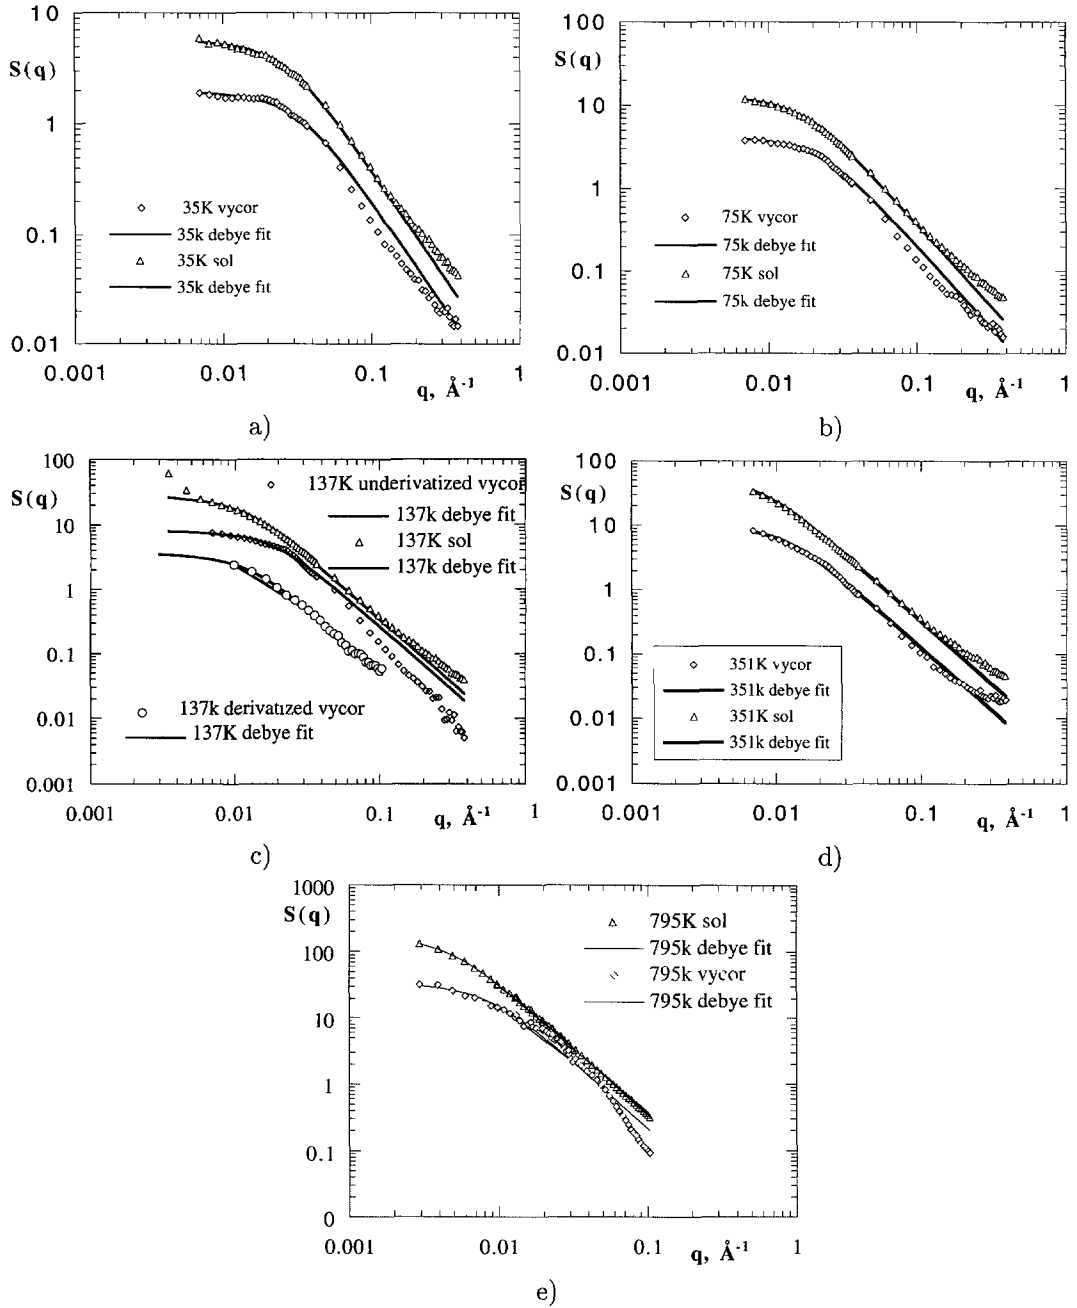 10
S(q)
1
0.1
0.01
35K vycor
35k debye fit
35K sol
35k debye fit
0.001
0.01
0.1
1
q, Å-1
a)
100
S(q)
10
1
0.1
0.01
75K vycor
75k debye fit
75K sol
75k debye fit
0.001
0.01
0.1
1
q, Å-1
b)
100
S(q)
10
1
0.1
0.01
0.001
137K underivatized vycor
137k debye fit
137K sol
137k debye fit
137k derivatized vycor
137K debye fit
0.001
0.01
0.1
1
q, Å-1
c)
100
S(q)
10
1
0.1
0.01
0.001
351K vycor
351k debye fit
351K sol
351k debye fit
0.001
0.01
0.1
1
q, Å-1
d)
1000
S(q)
100
10
1
0.1
0
795K sol
795k debye fit
795k vycor
795k debye fit
0.001
0.01
0.1
1
q, Å-1
e)